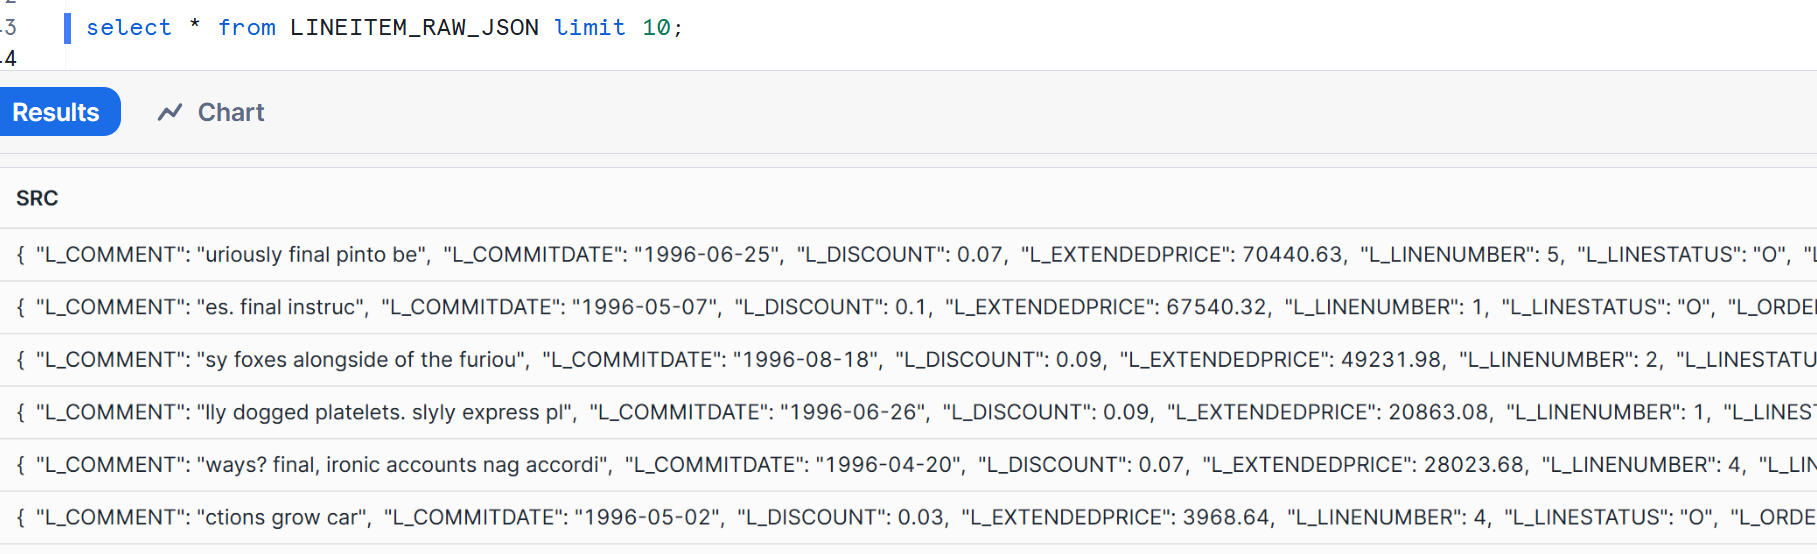 3 select * from LINEITEM_RAW_JSON limit 10;
4
Results Chart
SRC
{ "L_COMMENT": "uriously final pinto be", "L_COMMITDATE": "1996-06-25", "L_DISCOUNT": 0.07, "L_EXTENDEDPRICE": 70440.63, "L_LINENUMBER": 5, "L_LINESTATUS": "O",
{ "L_COMMENT": "es. final instruc", "L_COMMITDATE": "1996-05-07", "L_DISCOUNT": 0.1, "L_EXTENDEDPRICE": 67540.32, "L_LINENUMBER": 1, "L_LINESTATUS": "O", "L_ORDE
{ "L_COMMENT": "sy foxes alongside of the furiou", "L_COMMITDATE": "1996-08-18", "L_DISCOUNT": 0.09, "L_EXTENDEDPRICE": 49231.98, "L_LINENUMBER": 2, "L_LINESTATU
{ "L_COMMENT": "lly dogged platelets. slyly express pl", "L_COMMITDATE": "1996-06-26", "L_DISCOUNT": 0.09, "L_EXTENDEDPRICE": 20863.08, "L_LINENUMBER": 1, "L_LINES
{ "L_COMMENT": "ways? final, ironic accounts nag accordi", "L_COMMITDATE": "1996-04-20", "L_DISCOUNT": 0.07, "L_EXTENDEDPRICE": 28023.68, "L_LINENUMBER": 4, "L_LIN
{ "L_COMMENT": "ctions grow car", "L_COMMITDATE": "1996-05-02", "L_DISCOUNT": 0.03, "L_EXTENDEDPRICE": 3968.64, "L_LINENUMBER": 4, "L_LINESTATUS": "O", "L_ORDE